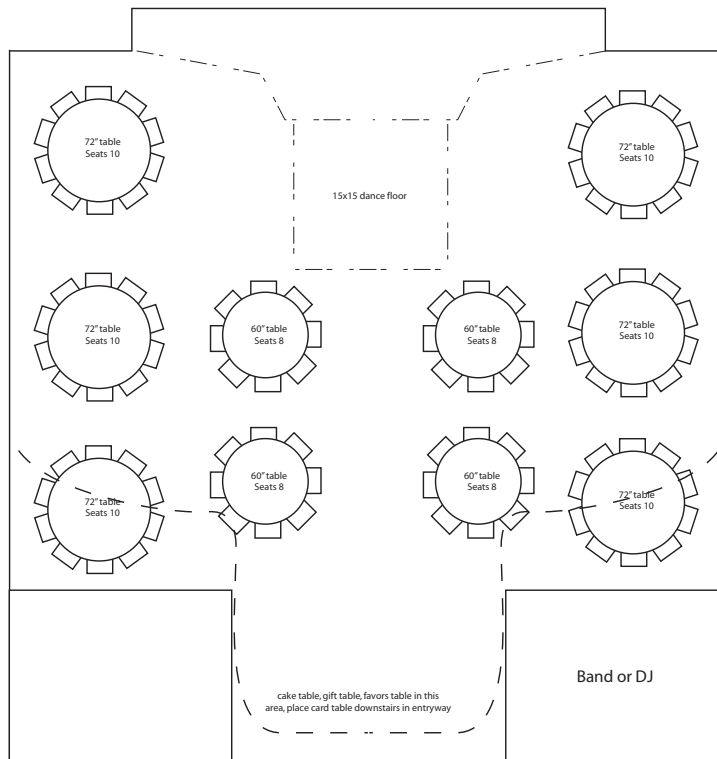 72” table
Seats 10
72” table
Seats 10
15x15 dance floor
72” table
Seats 10
60” table
Seats 8
60” table
Seats 8
72” table
Seats 10
72” table
Seats 10
60” table
Seats 8
60” table
Seats 8
72” table
Seats 10
Band or DJ
cake table, gift table, favors table in this
area, place card table downstairs in entryway